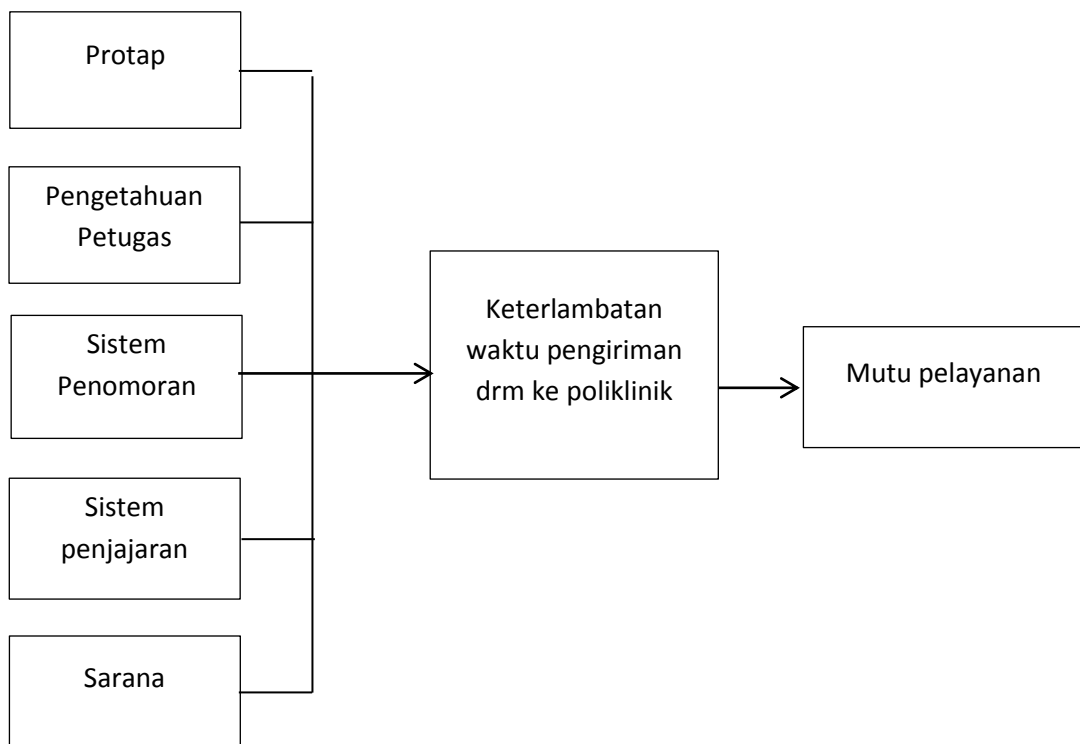 Protap
Pengetahuan
Petugas
Sistem
Penomoran
Sistem
penjajaran
Sarana
Keterlambatan
waktu pengiriman
drm ke poliklinik
Mutu pelayanan